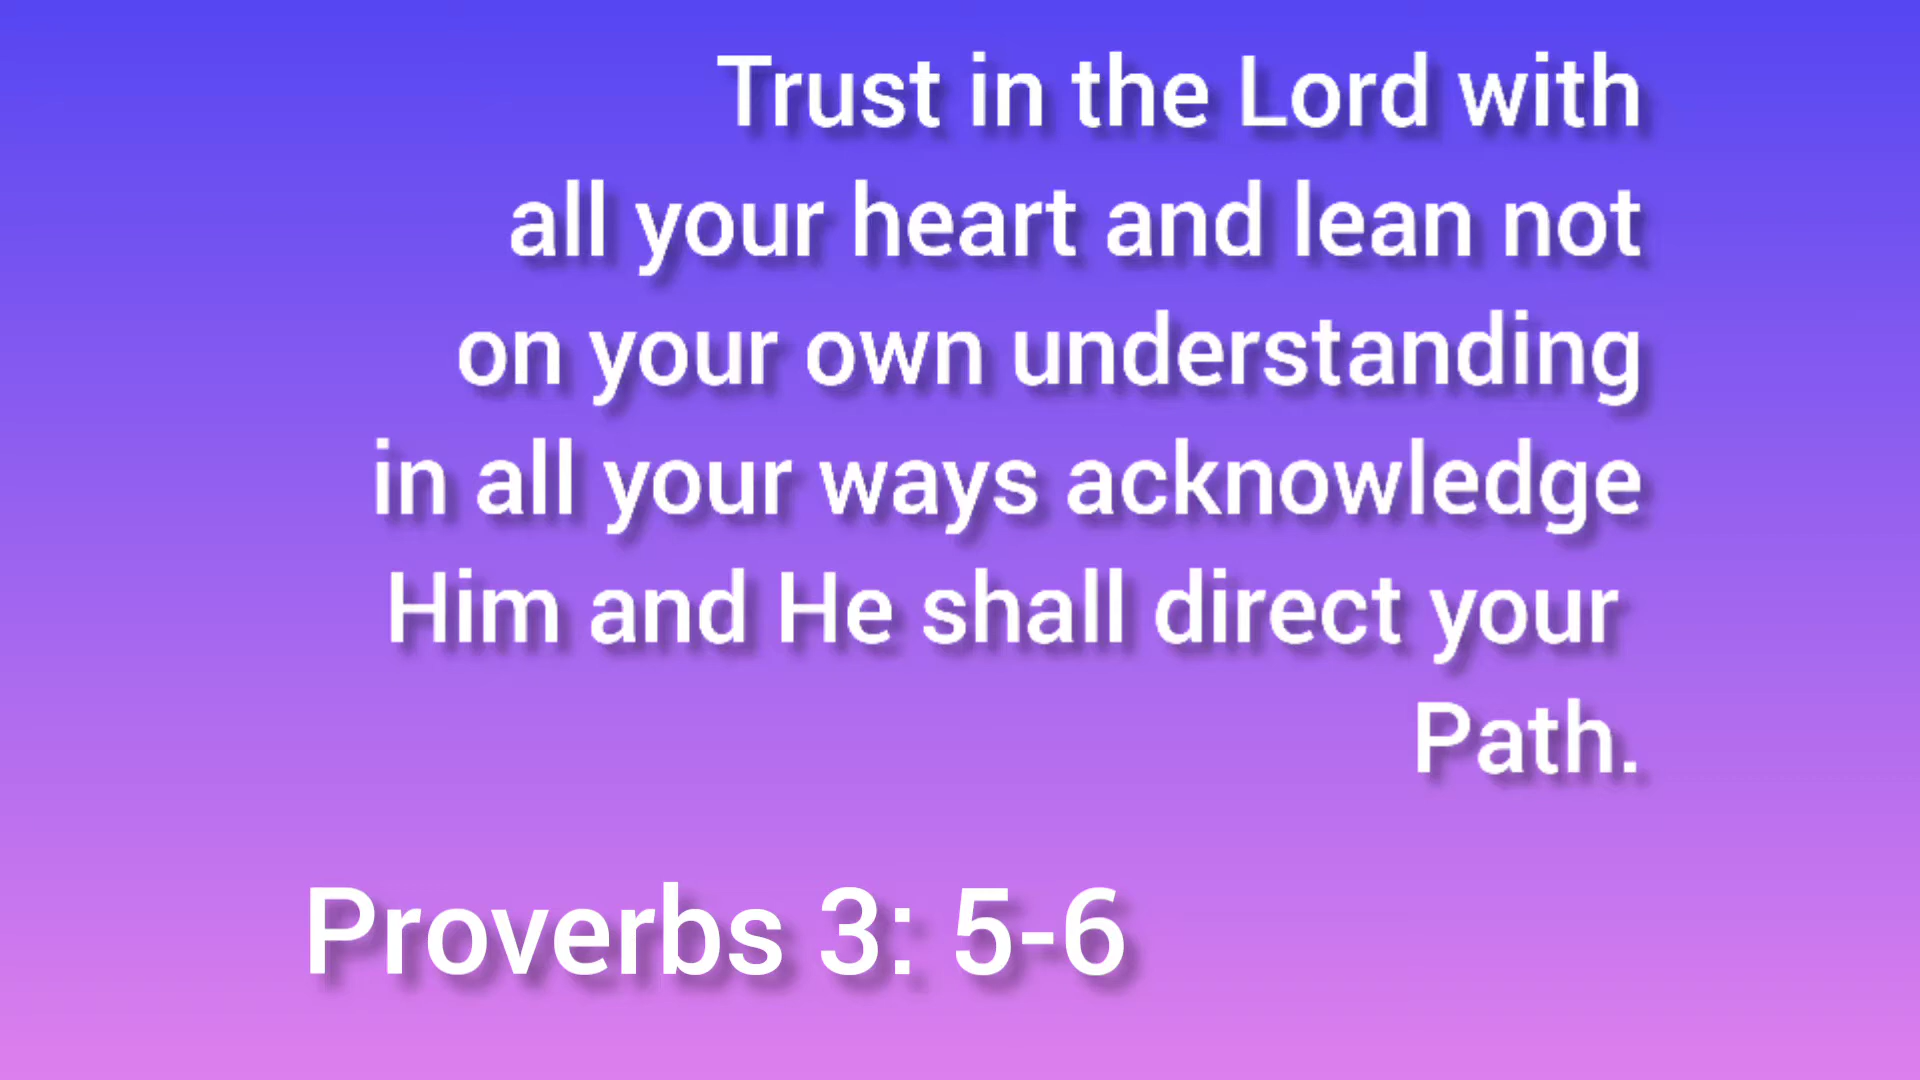 Trust in the Lord with
all your heart and lean not
on your own understanding
in all your ways acknowledge
Him and He shall direct your
Path.
Proverbs 3: 5-6